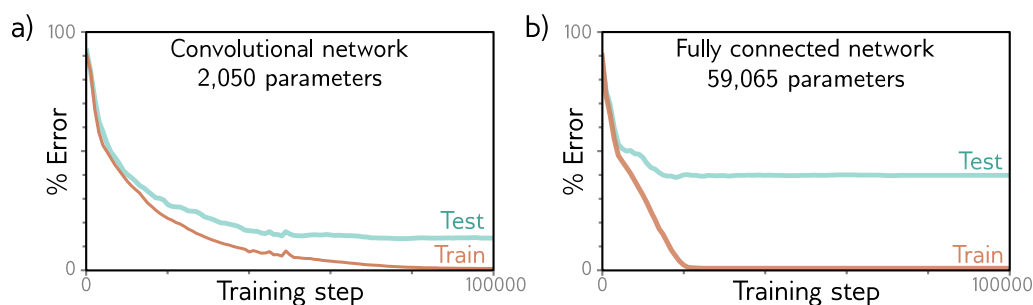 a)
100
Convolutional network
2,050 parameters
% Error
Test
Train
0
0
Training step
100000
b)
100
Fully connected network
59,065 parameters
% Error
Test
Train
0
0
Training step
100000